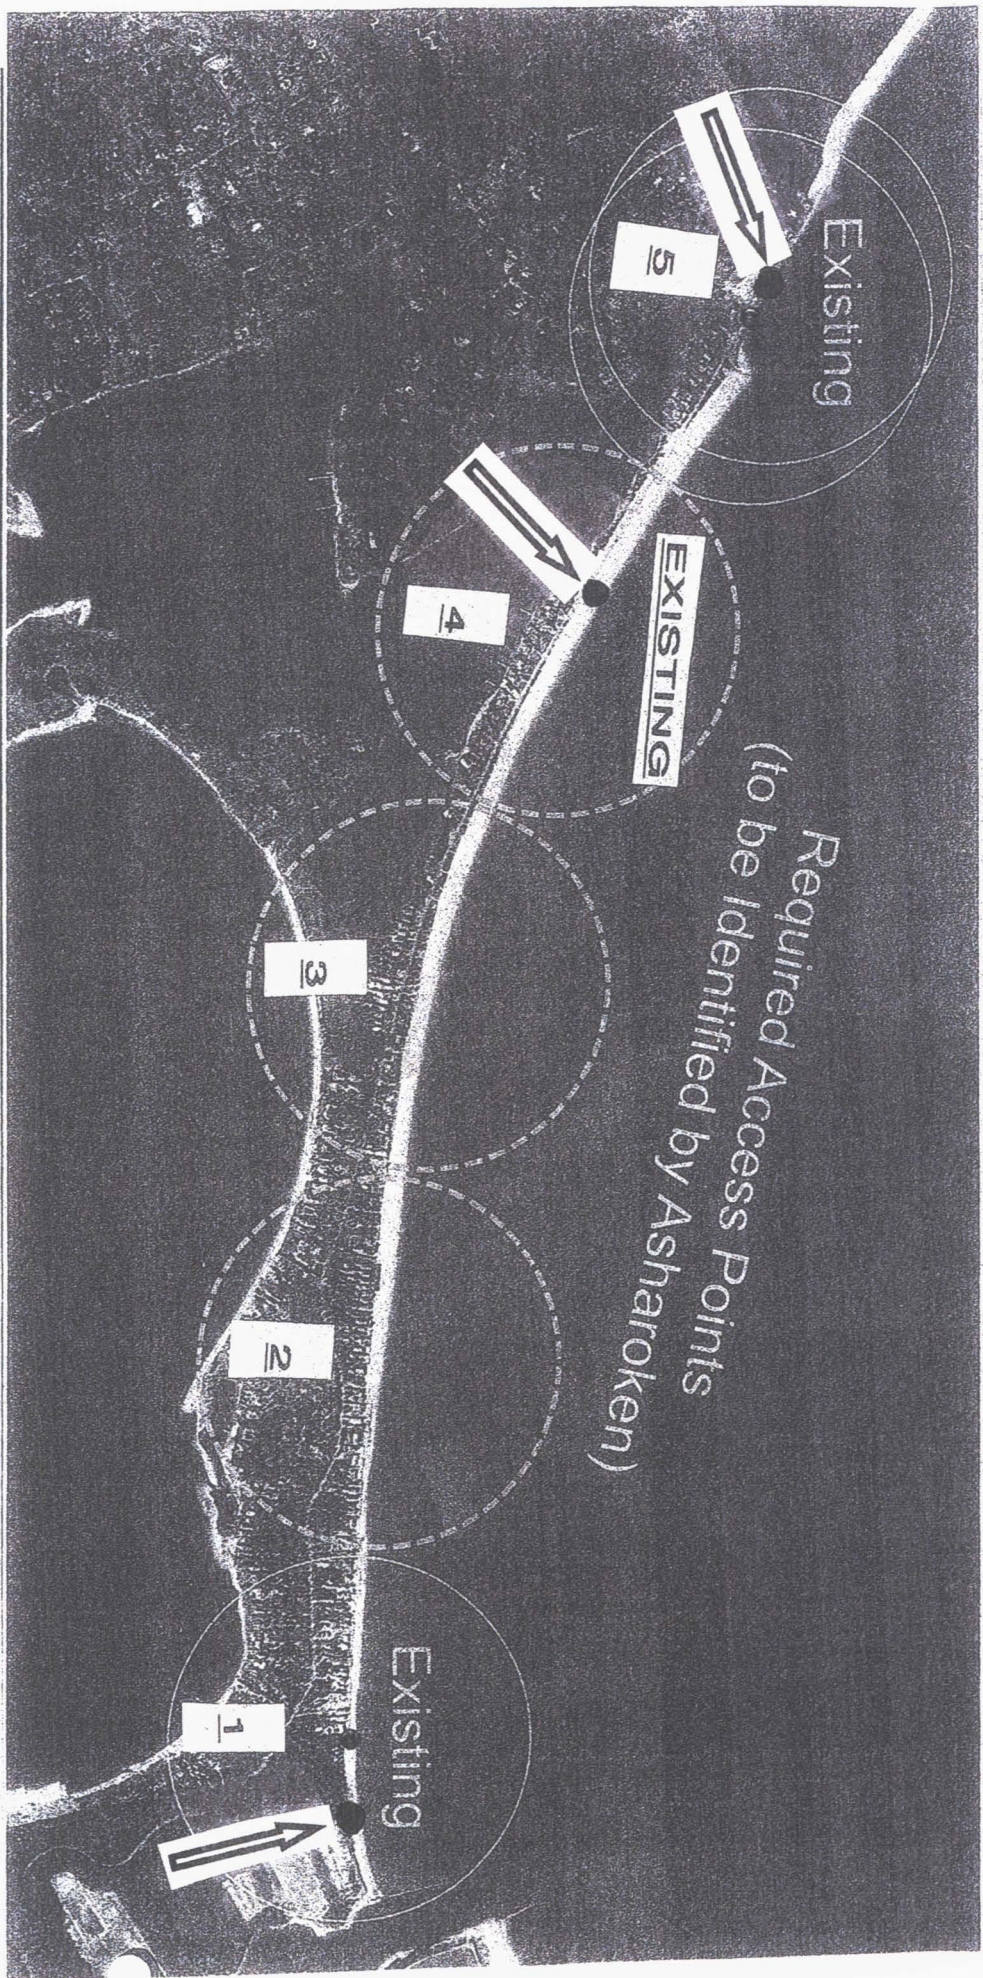 Existing
5
EXISTING
4
Required Access Points
(to be Identified by Asharoken)
3
2
Existing
1